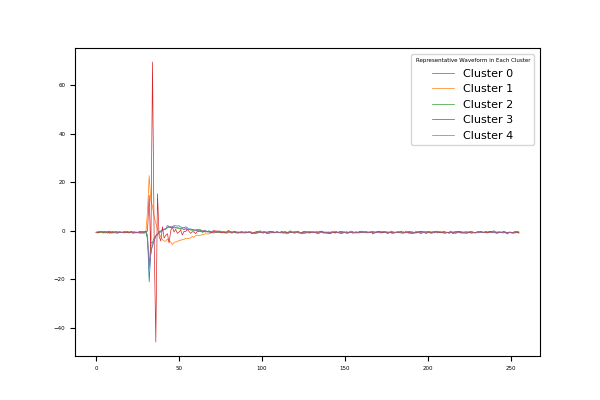 Representative Waveform in Each Cluster
Cluster 0
Cluster 1
Cluster 2
Cluster 3
Cluster 4
60
40
20
0
−20
−40
0 50 100 150 200 250